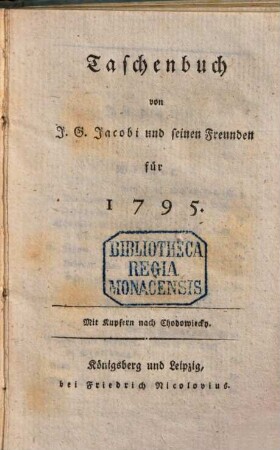 Taschenbuch
von
J. G. Jacobi und seinen Freunden
für
1795.
BIBLIOTHECA
REGIA
MONACENSIS
Mit Kupfern nach Chodowiecky.
Königsberg und Leipzig,
bei Friedrich Nicolovius.